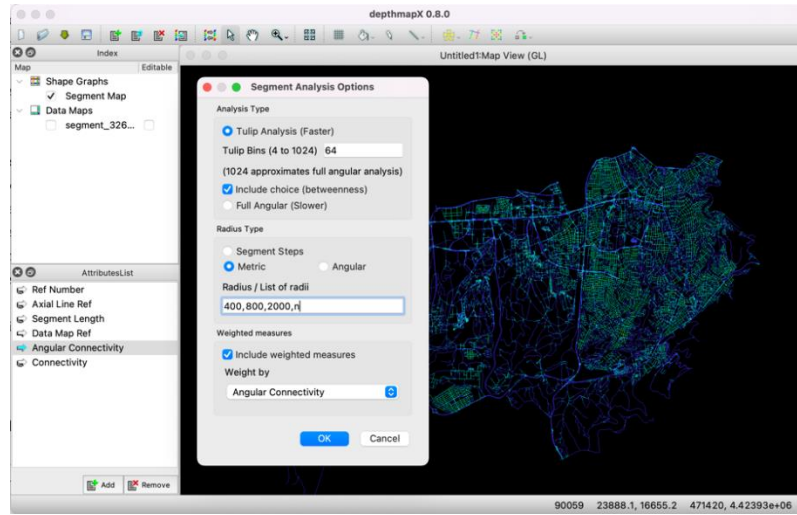 depthmapX 0.8.0
Index
Map Editable
Shape Graphs
Segment Map
Data Maps
segment_326...
AttributesList
Ref Number
Axial Line Ref
Segment Length
Data Map Ref
Angular Connectivity
Connectivity
Add Remove
Untitled1:Map View (GL)
Segment Analysis Options
Analysis Type
Tulip Analysis (Faster)
Tulip Bins (4 to 1024) 64
(1024 approximates full angular analysis)
Include choice (betweenness)
Full Angular (Slower)
Radius Type
Segment Steps
Metric Angular
Radius / List of radii
400,800,2000,n
Weighted measures
Include weighted measures
Weight by
Angular Connectivity
OK Cancel
90059 23888.1, 16655.2 471420, 4.42393e+06